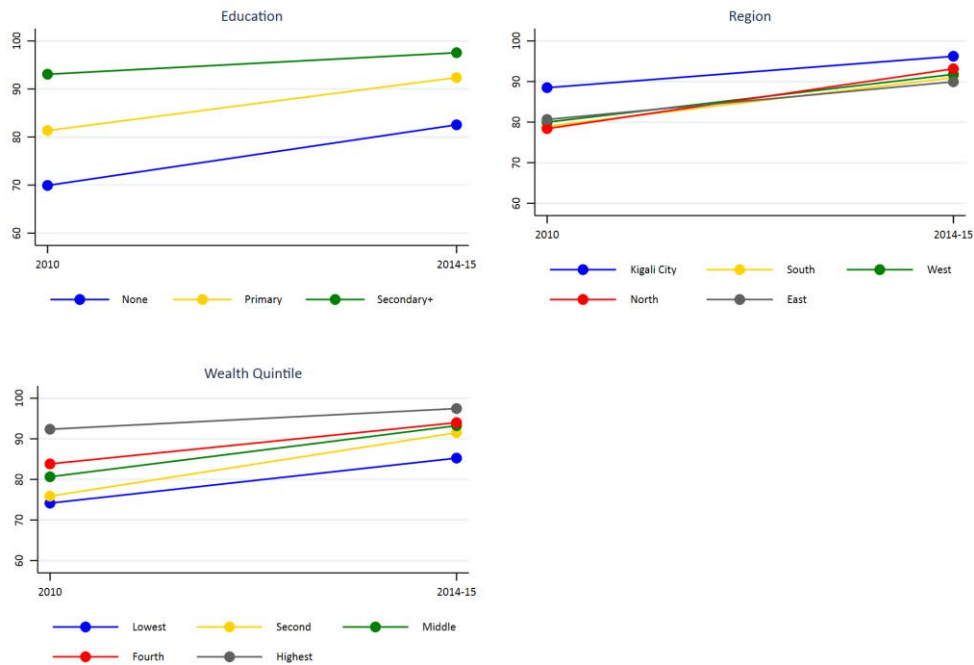 Education
100
90
80
70
60
2010 2014-15
None Primary Secondary+
Region
100
90
80
70
60
2010 2014-15
Kigali City South West
North East
Wealth Quintile
100
90
80
70
60
2010 2014-15
Lowest Second Middle
Fourth Highest